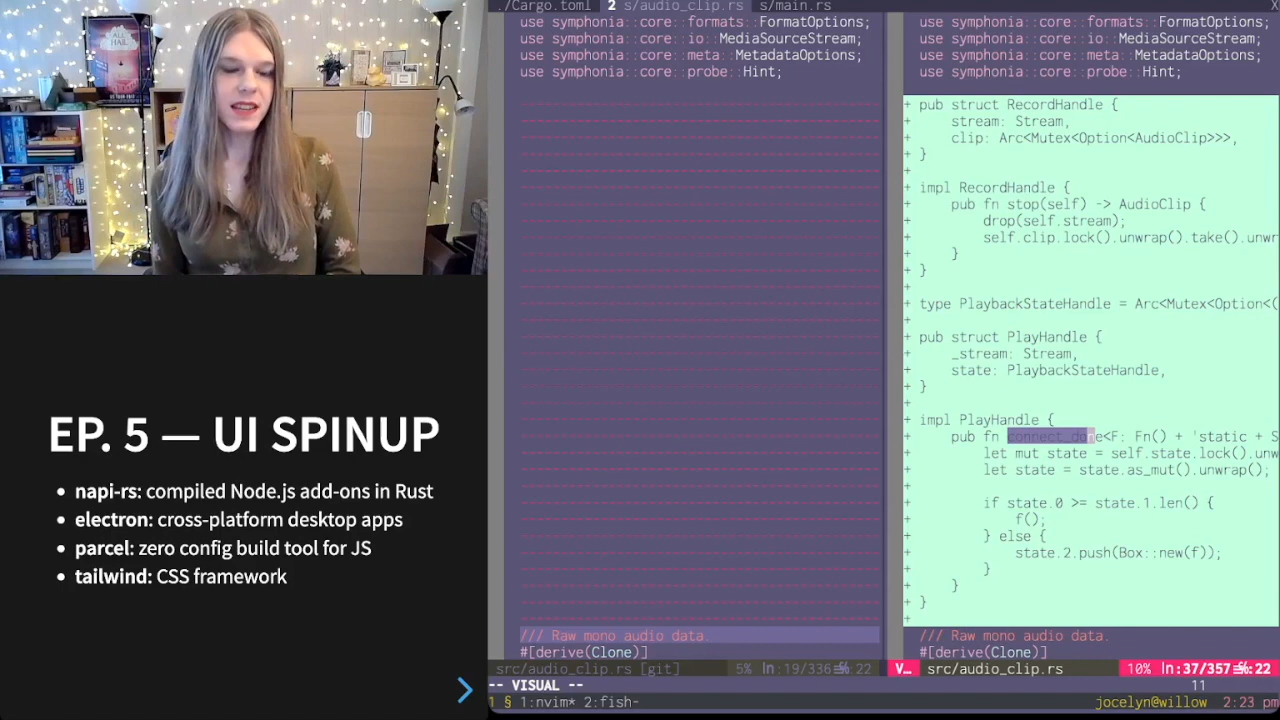 ALL HAIL
EP. 5 — UI SPINUP
• napi-rs: compiled Node.js add-ons in Rust
• electron: cross-platform desktop apps
• parcel: zero config build tool for JS
• tailwind: CSS framework
./Cargo.toml 2 s/audio_clip.rs s/main.rs X
use symphonia::core::formats::FormatOptions;
use symphonia::core::io::MediaSourceStream;
use symphonia::core::meta::MetadataOptions;
use symphonia::core::probe::Hint;
/// Raw mono audio data.
#[derive(Clone)]
src/audio_clip.rs [git] 5% ln:19/336 22
use symphonia::core::formats::FormatOptions;
use symphonia::core::io::MediaSourceStream;
use symphonia::core::meta::MetadataOptions;
use symphonia::core::probe::Hint;
+ pub struct RecordHandle {
+ stream: Stream,
+ clip: Arc<Mutex<Option<AudioClip>>>,
+ }
+
+ impl RecordHandle {
+ pub fn stop(self) -> AudioClip {
+ drop(self.stream);
+ self.clip.lock().unwrap().take().unwr
+ }
+ }
+
+ type PlaybackStateHandle = Arc<Mutex<Option<(
+
+ pub struct PlayHandle {
+ _stream: Stream,
+ state: PlaybackStateHandle,
+ }
+
+ impl PlayHandle {
+ pub fn connect_done<F: Fn() + 'static + S
+ let mut state = self.state.lock().unw
+ let state = state.as_mut().unwrap();
+
+ if state.0 >= state.1.len() {
+ f();
+ } else {
+ state.2.push(Box::new(f));
+ }
+ }
+ }
+
/// Raw mono audio data.
#[derive(Clone)]
V… src/audio_clip.rs 10% ln:37/357 :22
-- VISUAL -- 11
1 § 1:nvim* 2:fish- jocelyn@willow 2:23 pm